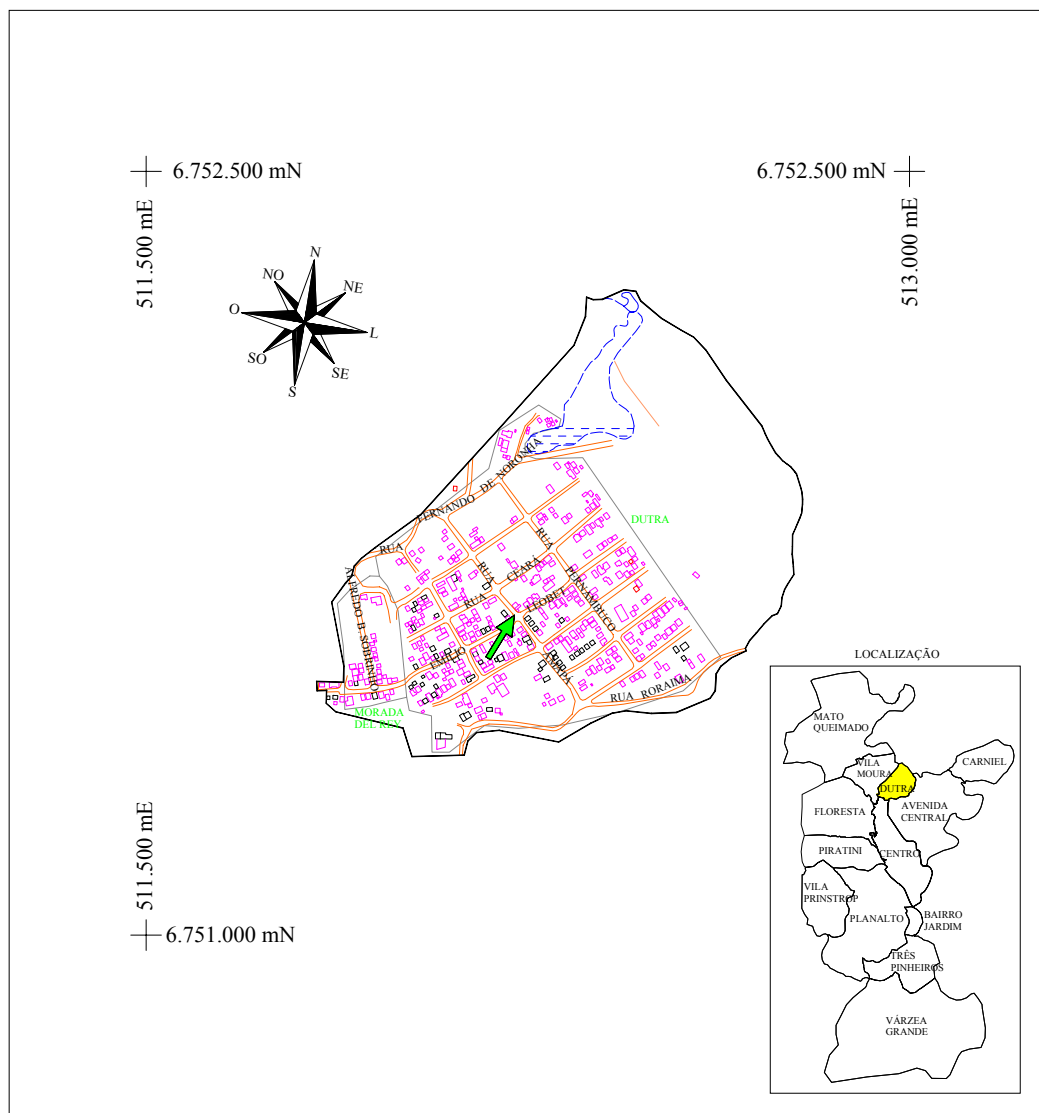 6.752.500 mN
6.752.500 mN
511.500 mE
513.000 mE
N
NO
NE
O
L
SO
SE
S
RUA FERNANDO DE NORONHA
DUTRA
RUA
RUA
RUA CEARÁ
PERNAMBUCO
ALFREDO B. SOBRINHO
EMÍLIO LEOBET
AMAPÁ
RUA RORAIMA
MORADA
DEL REY
511.500 mE
6.751.000 mN
LOCALIZAÇÃO
MATO
QUEIMADO
VILA
MOURA
CARNIEL
DUTRA
FLORESTA
AVENIDA
CENTRAL
PIRATINI
CENTRO
VILA
PRINSTROP
PLANALTO
BAIRRO
JARDIM
TRÊS
PINHEIROS
VÁRZEA
GRANDE